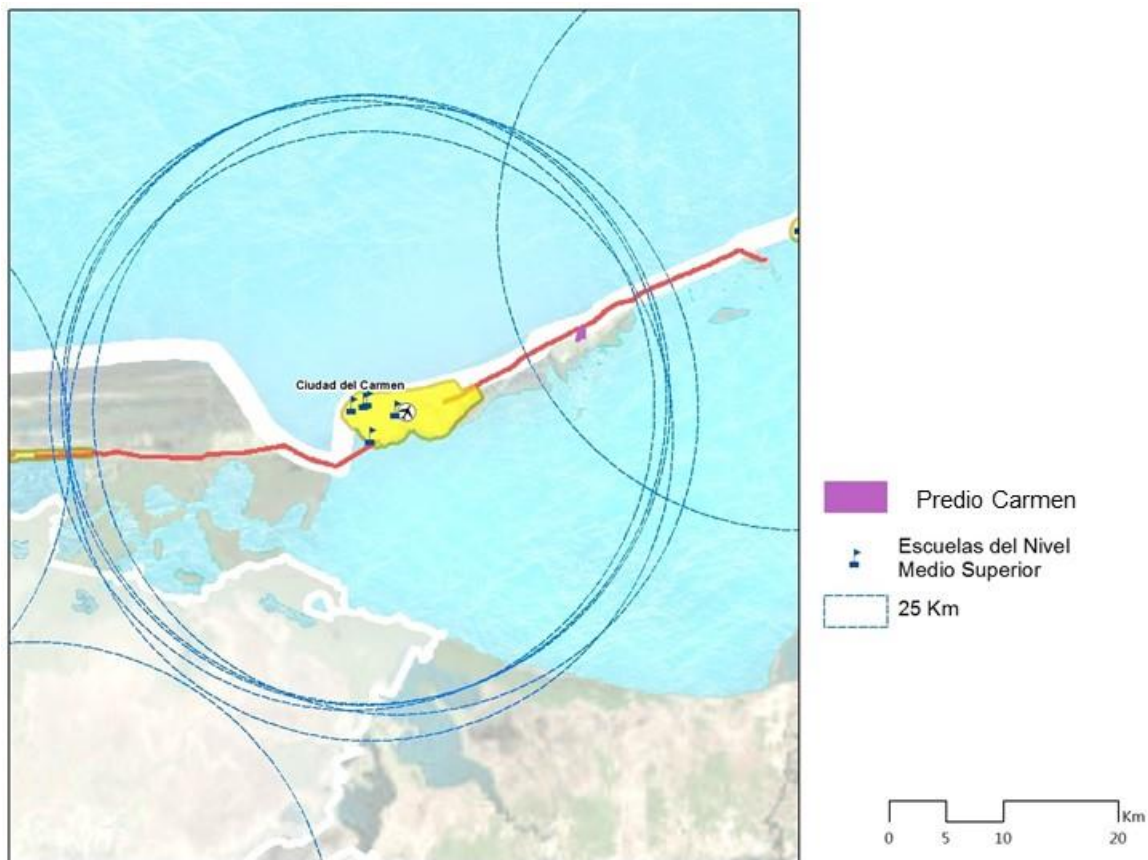 Ciudad del Carmen
Predio Carmen
Escuelas del Nivel
Medio Superior
25 Km
Km
0 5 10 20